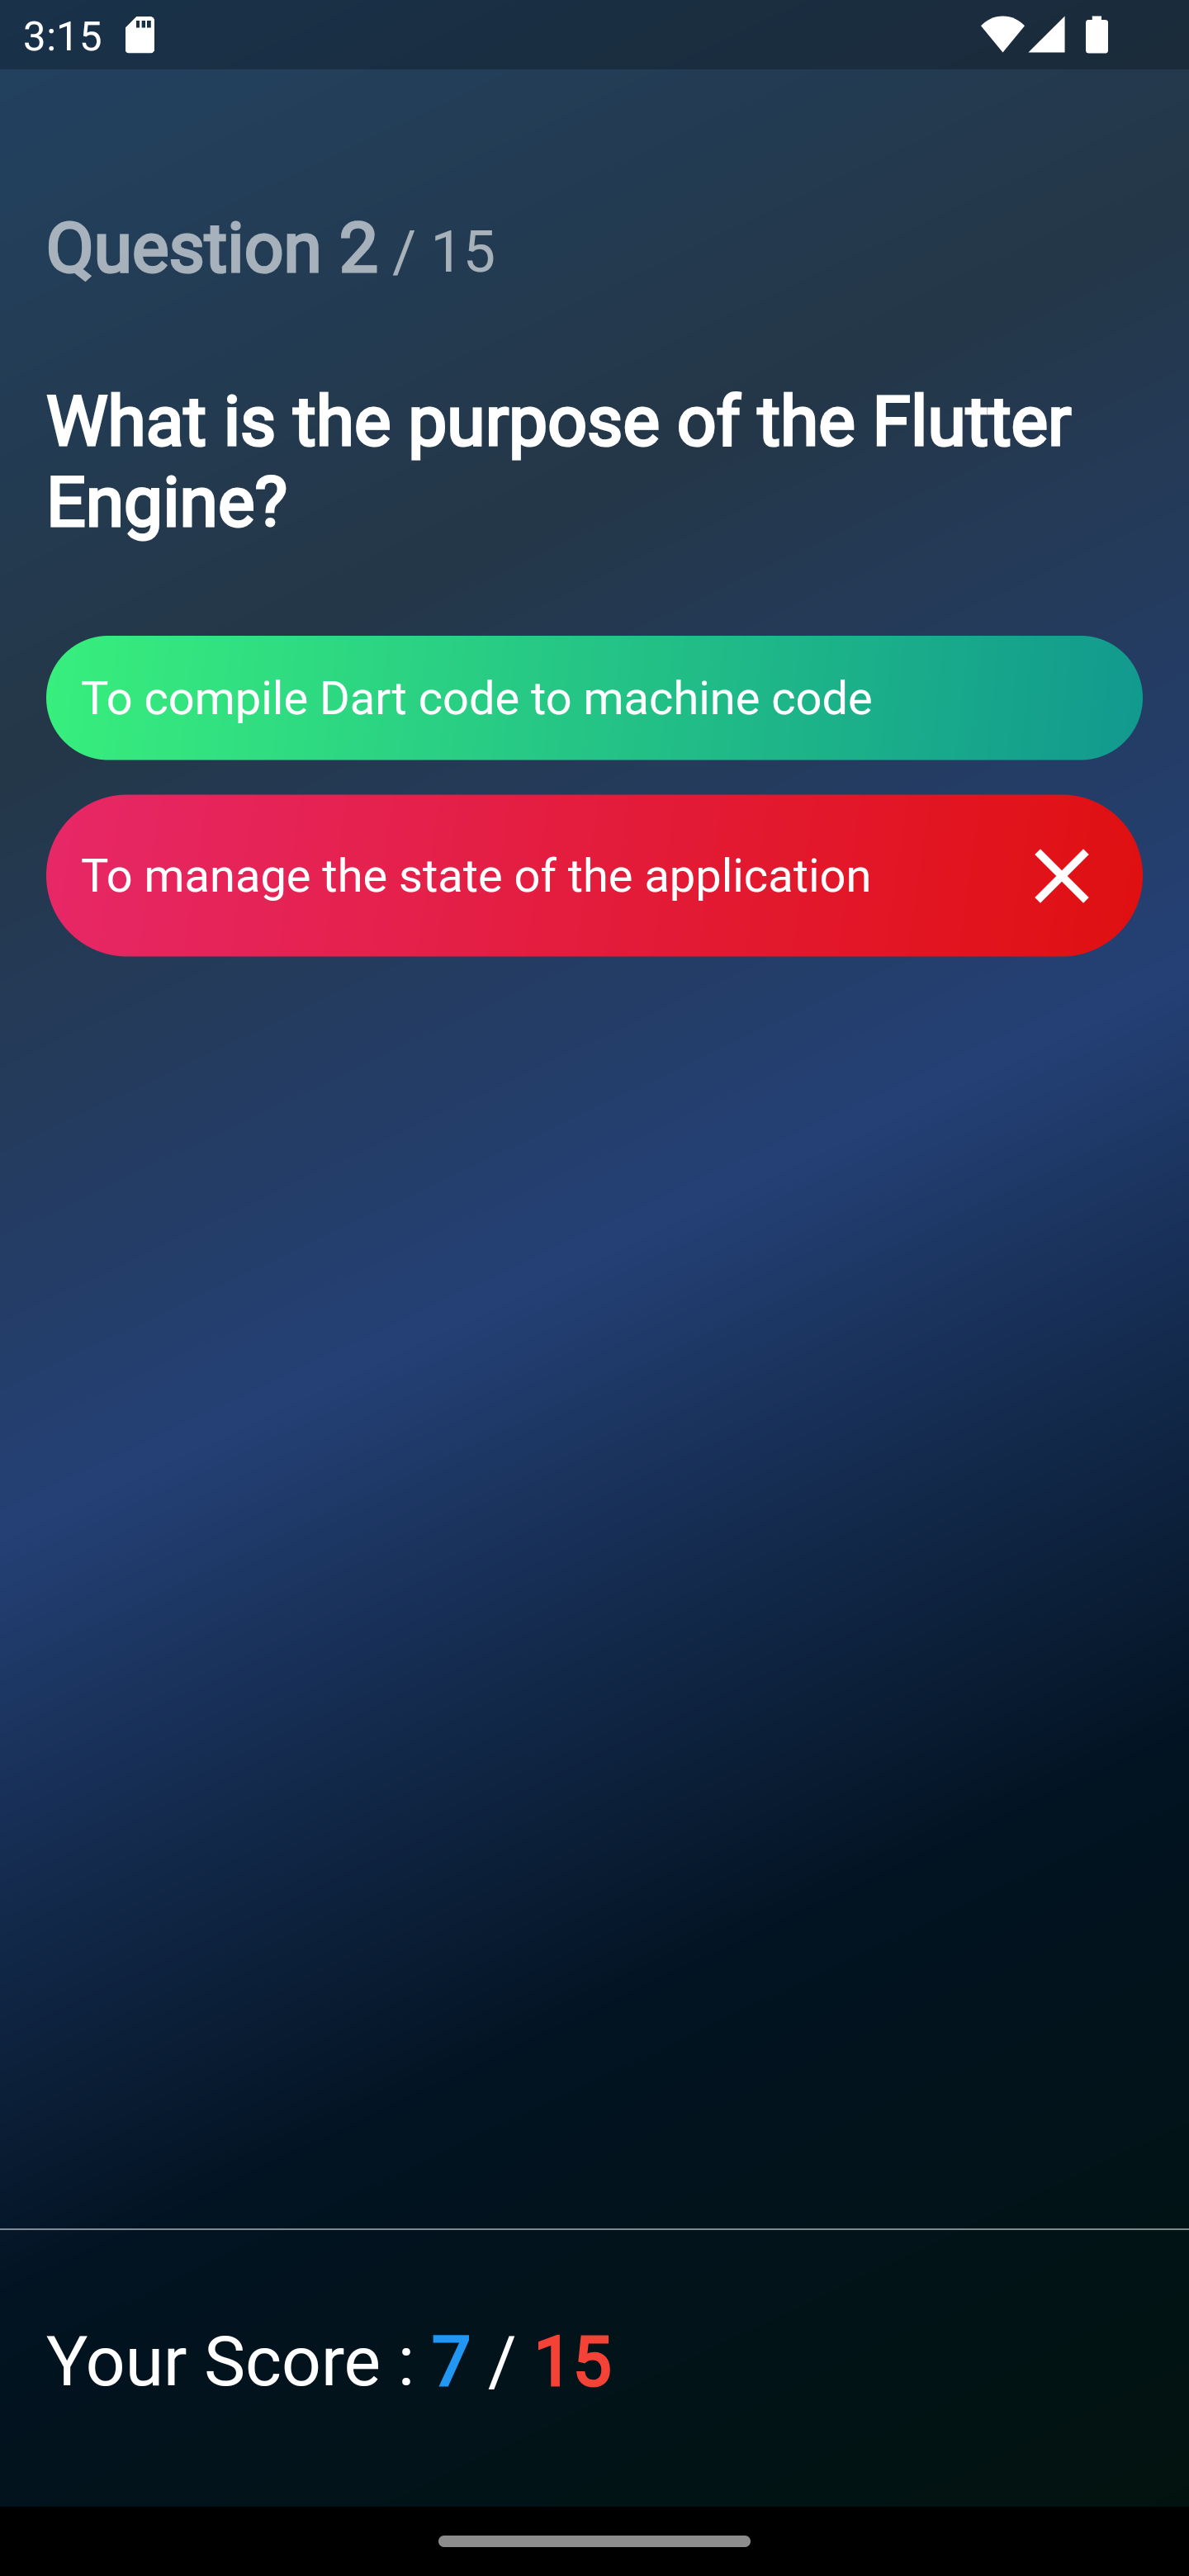 3:15
Question 2 / 15
What is the purpose of the Flutter
Engine?
To compile Dart code to machine code
To manage the state of the application
Your Score : 7 / 15